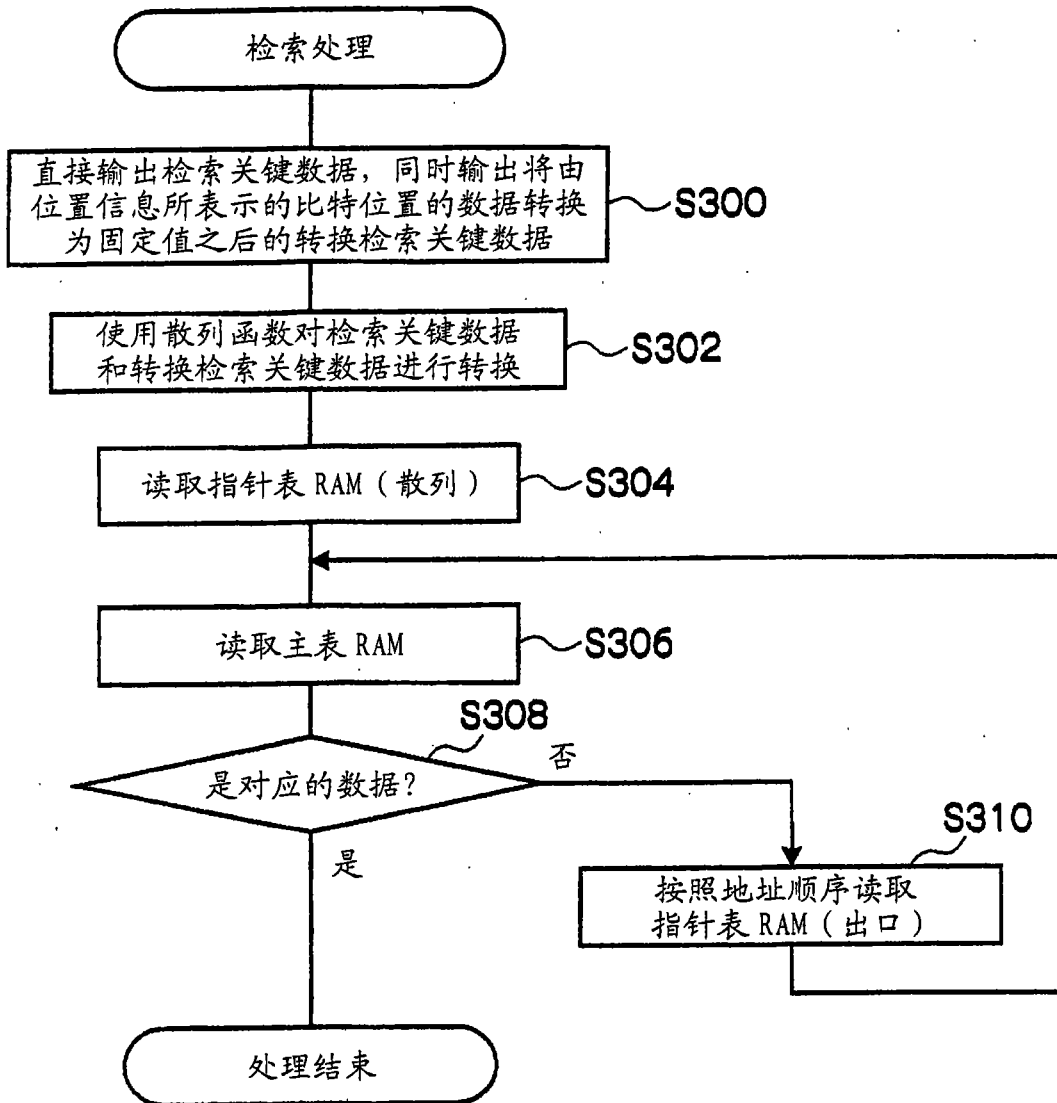 检索处理
直接输出检索关键数据，同时输出将由
位置信息所表示的比特位置的数据转换
为固定值之后的转换检索关键数据
S300
使用散列函数对检索关键数据
和转换检索关键数据进行转换
S302
读取指针表 RAM（散列）
S304
读取主表 RAM
S306
S308
是对应的数据?
否
是
S310
按照地址顺序读取
指针表 RAM（出口）
处理结束